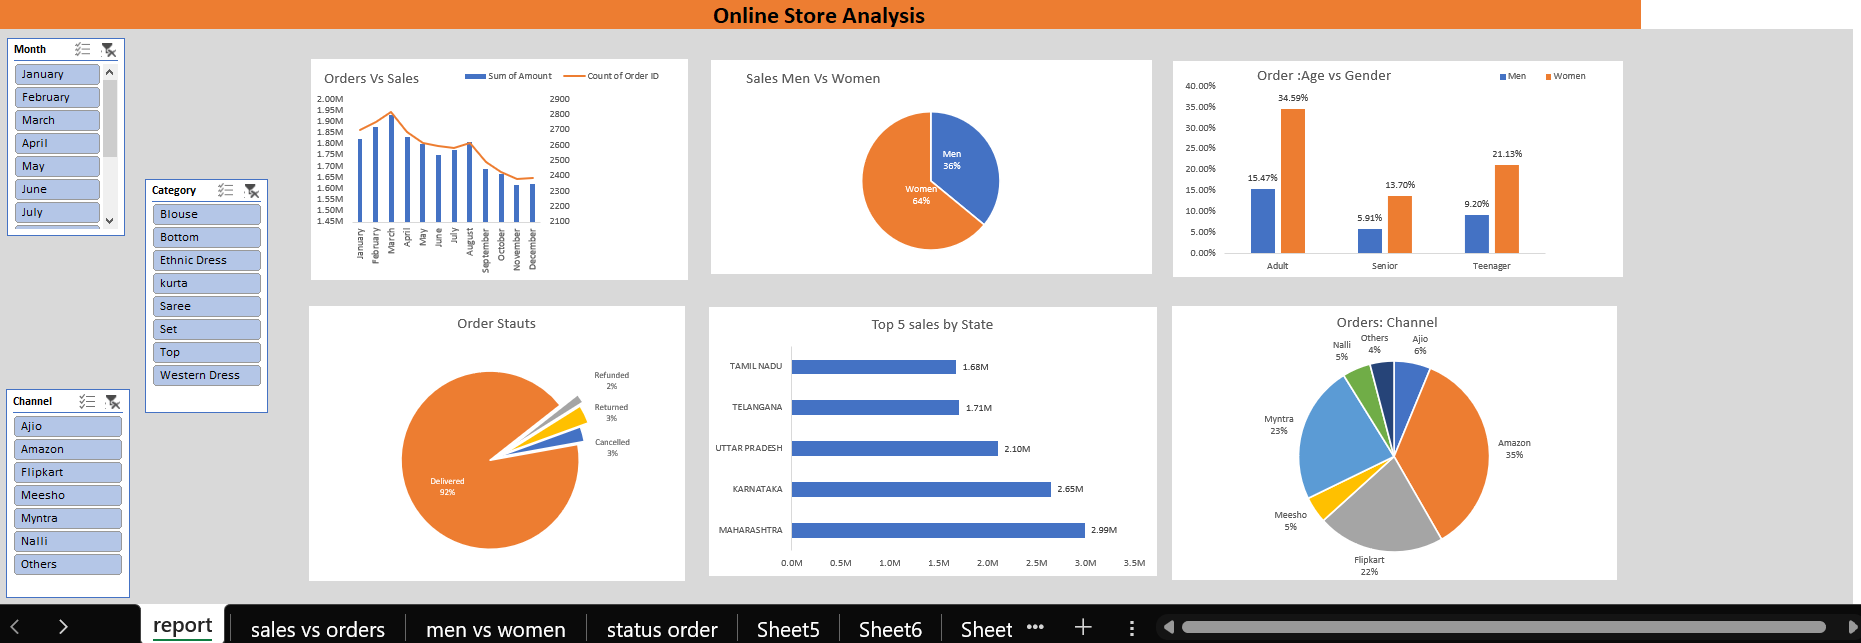 Online Store Analysis
Month
January
February
March
April
May
June
July
Category
Blouse
Bottom
Ethnic Dress
kurta
Saree
Set
Top
Western Dress
Channel
Ajio
Amazon
Flipkart
Meesho
Myntra
Nalli
Others
Orders Vs Sales
Sum of Amount
Count of Order ID
2.00M
1.95M
1.90M
1.85M
1.80M
1.75M
1.70M
1.65M
1.60M
1.55M
1.50M
1.45M
2900
2800
2700
2600
2500
2400
2300
2200
2100
January
February
March
April
May
June
July
August
September
October
November
December
Sales Men Vs Women
Men
36%
Women
64%
Order :Age vs Gender
Men
Women
40.00%
35.00%
30.00%
25.00%
20.00%
15.00%
10.00%
5.00%
0.00%
15.47%
34.59%
5.91%
13.70%
9.20%
21.13%
Adult
Senior
Teenager
Order Stauts
Refunded
2%
Returned
3%
Cancelled
3%
Delivered
92%
Top 5 sales by State
TAMIL NADU
1.68M
TELANGANA
1.71M
UTTAR PRADESH
2.10M
KARNATAKA
2.65M
MAHARASHTRA
2.99M
0.0M
0.5M
1.0M
1.5M
2.0M
2.5M
3.0M
3.5M
Orders: Channel
Others
4%
Ajio
6%
Nalli
5%
Myntra
23%
Amazon
35%
Meesho
5%
Flipkart
22%
report
sales vs orders
men vs women
status order
Sheet5
Sheet6
Sheet